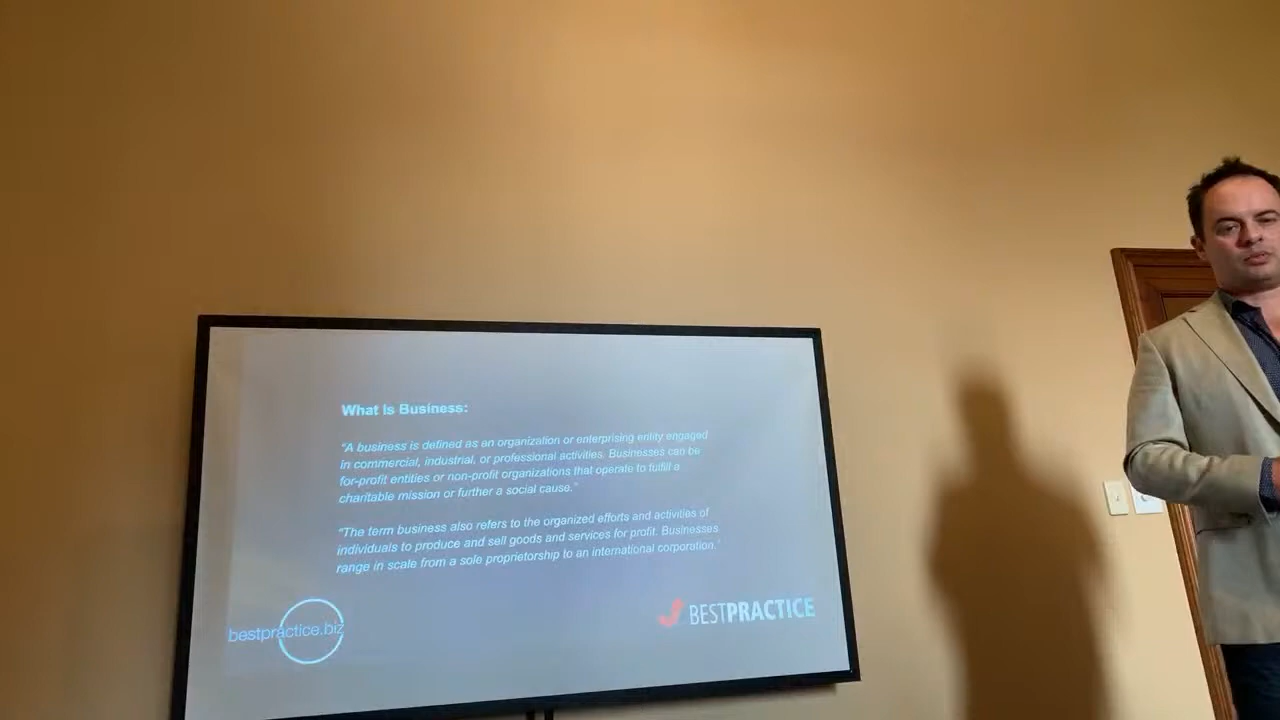 What Is Business:
"A business is defined as an organization or enterprising entity engaged
in commercial, industrial, or professional activities. Businesses can be
for-profit entities or non-profit organizations that operate to fulfill a
charitable mission or further a social cause."
"The term business also refers to the organized efforts and activities of
individuals to produce and sell goods and services for profit. Businesses
range in scale from a sole proprietorship to an international corporation."
bestpractice.biz
BESTPRACTICE